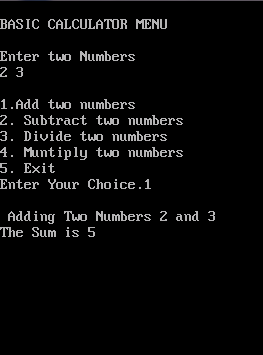 BASIC CALCULATOR MENU
Enter two Numbers
2 3
1.Add two numbers
2. Subtract two numbers
3. Divide two numbers
4. Muntiply two numbers
5. Exit
Enter Your Choice.1
Adding Two Numbers 2 and 3
The Sum is 5